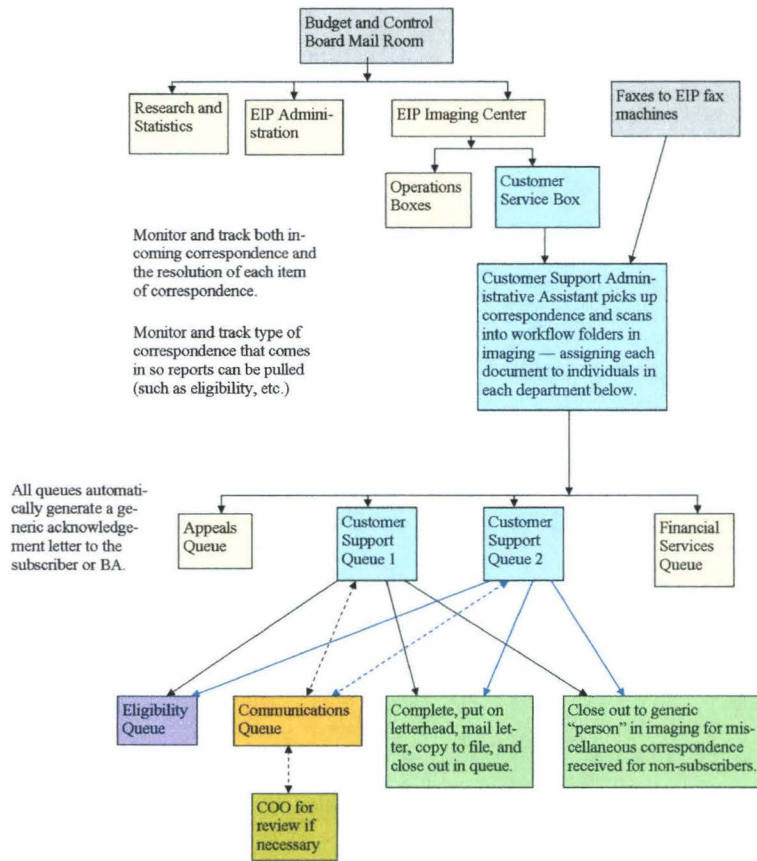 Budget and Control
Board Mail Room
Research and
Statistics
EIP Admini-
stration
EIP Imaging Center
Faxes to EIP fax
machines
Operations
Boxes
Customer
Service Box
Monitor and track both in-
coming correspondence and
the resolution of each item
of correspondence.
Monitor and track type of
correspondence that comes
in so reports can be pulled
(such as eligibility, etc.)
Customer Support Admin-
istrative Assistant picks up
correspondence and scans
into workflow folders in
imaging — assigning each
document to individuals in
each department below.
All queues automati-
cally generate a ge-
neric acknowledge-
ment letter to the
subscriber or BA.
Appeals
Queue
Customer
Support
Queue 1
Customer
Support
Queue 2
Financial
Services
Queue
Eligibility
Queue
Communications
Queue
Complete, put on
letterhead, mail let-
ter, copy to file, and
close out in queue.
Close out to generic
“person” in imaging for mis-
cellaneous correspondence
received for non-subscribers.
COO for
review if
necessary